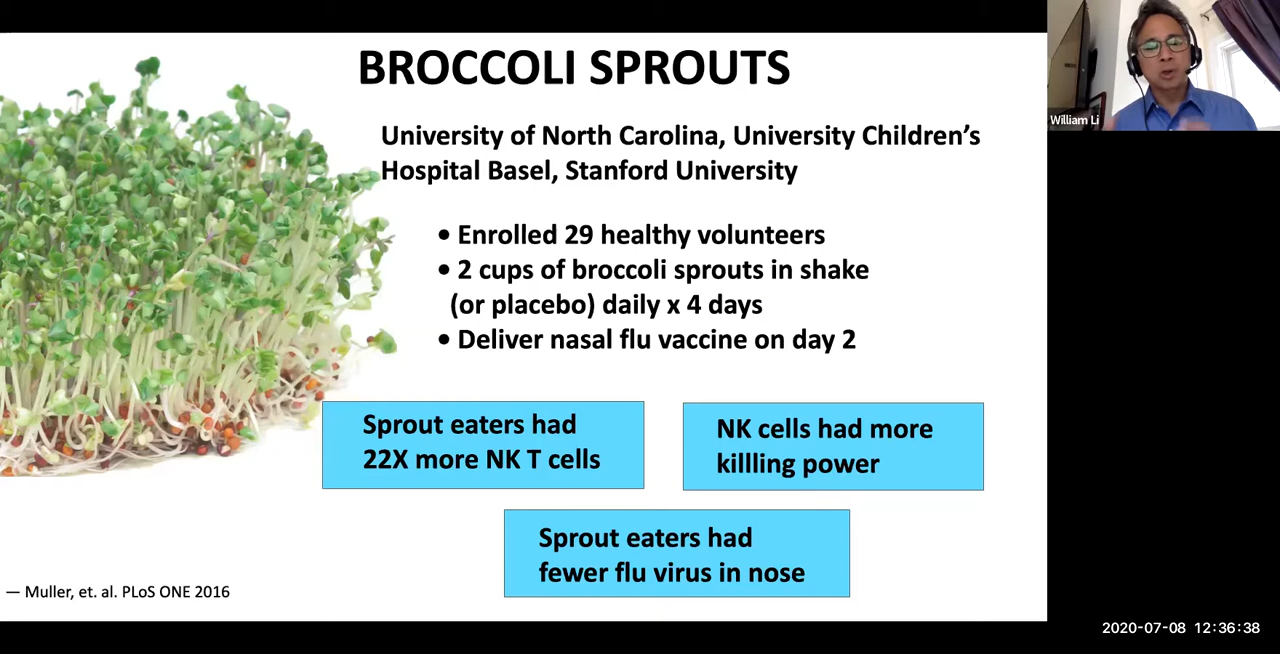 BROCCOLI SPROUTS
University of North Carolina, University Children's
Hospital Basel, Stanford University
• Enrolled 29 healthy volunteers
• 2 cups of broccoli sprouts in shake
(or placebo) daily x 4 days
• Deliver nasal flu vaccine on day 2
Sprout eaters had
22X more NK T cells
NK cells had more
killling power
Sprout eaters had
fewer flu virus in nose
— Muller, et. al. PLoS ONE 2016
William Li
2020-07-08 12:36:38